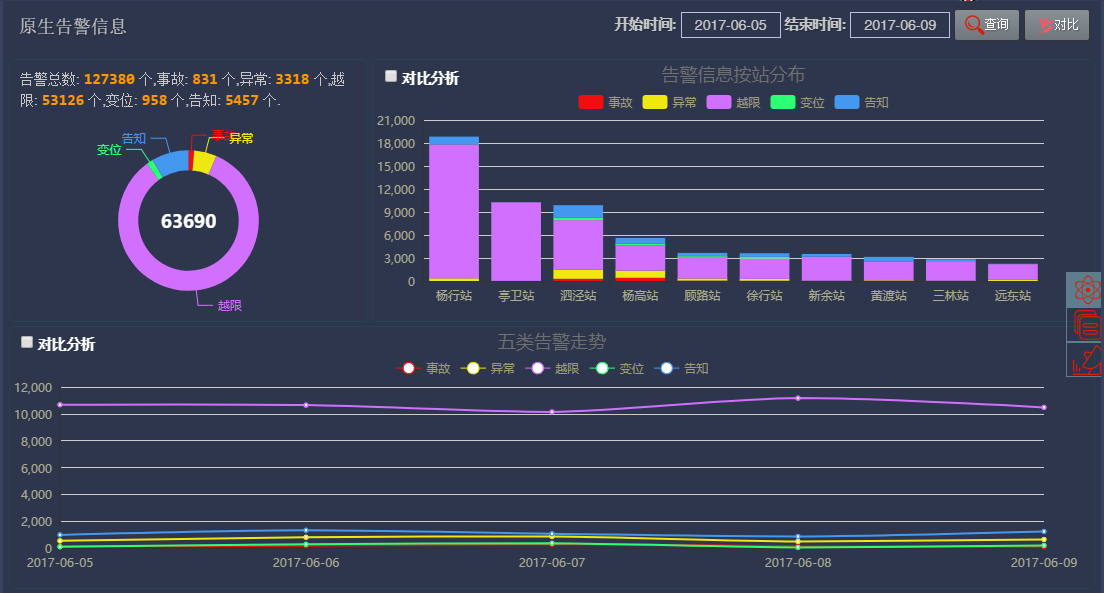 原生告警信息
开始时间: 2017-06-05 结束时间: 2017-06-09 查询 对比
告警总数: 127380 个,事故: 831 个,异常: 3318 个,越
限: 53126 个,变位: 958 个,告知: 5457 个.
告知 事故 异常
变位
63690
越限
对比分析
告警信息按站分布
事故 异常 越限 变位 告知
21,000
18,000
15,000
12,000
9,000
6,000
3,000
0
杨行站 亭卫站 泗泾站 杨高站 顾路站 徐行站 新余站 黄渡站 三林站 远东站
对比分析
五类告警走势
事故 异常 越限 变位 告知
12,000
10,000
8,000
6,000
4,000
2,000
0
2017-06-05 2017-06-06 2017-06-07 2017-06-08 2017-06-09